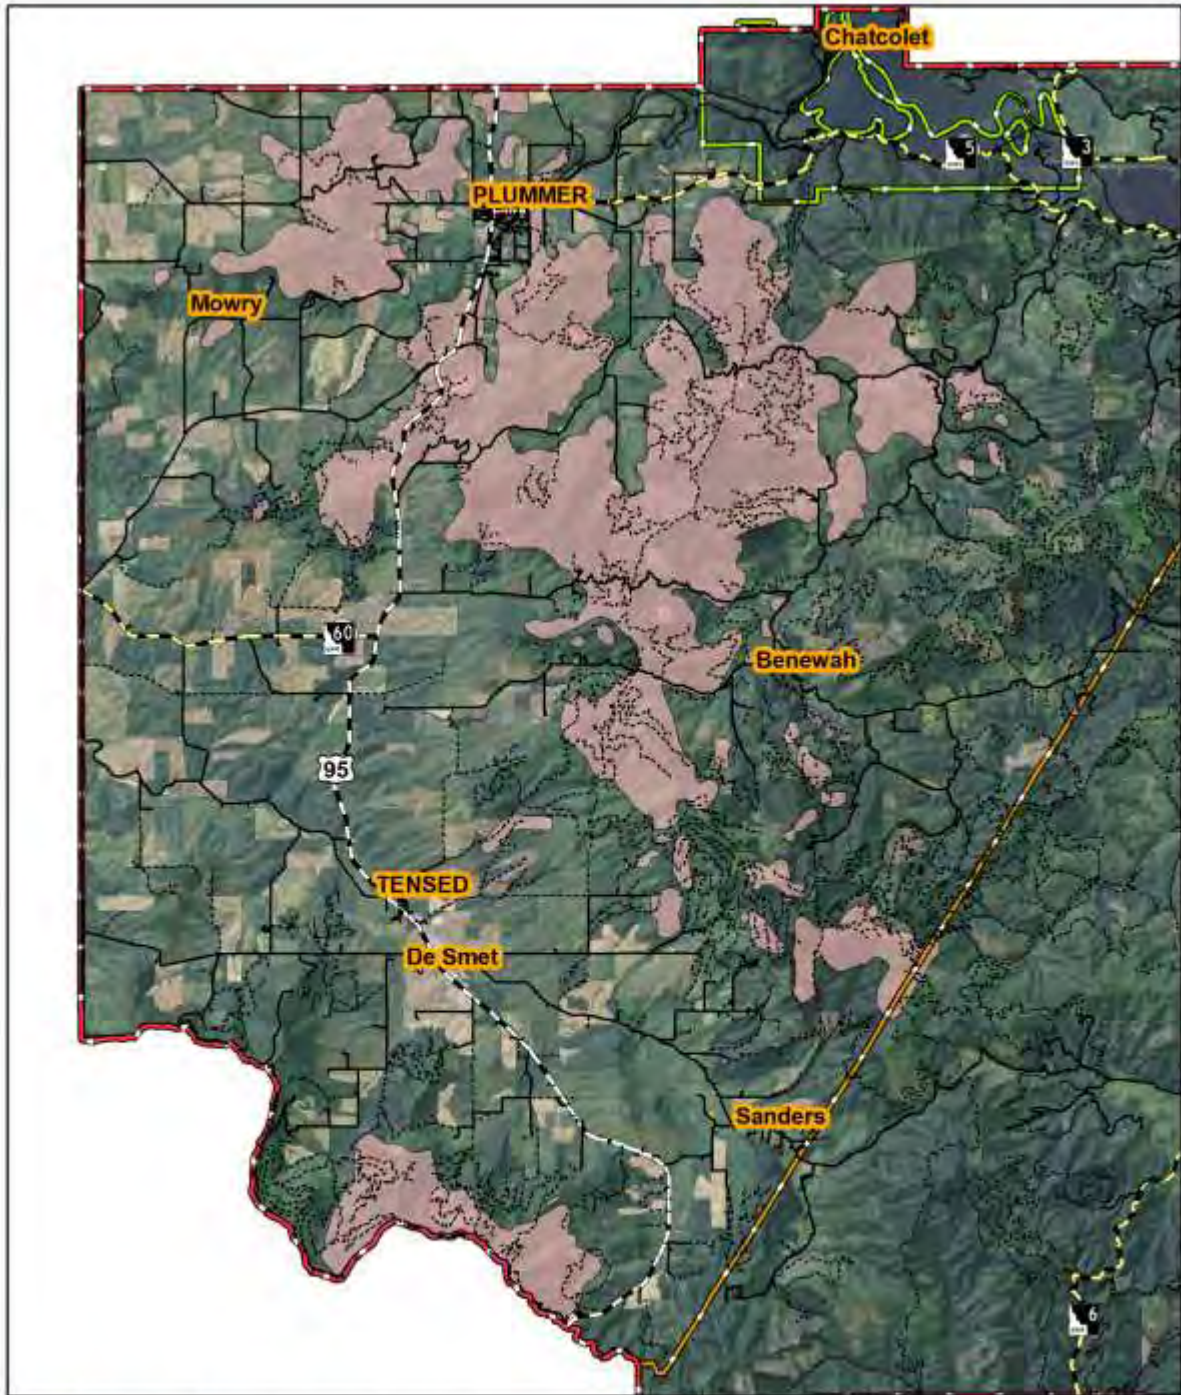 Chatcolet
5
3
PLUMMER
Mowry
60
Benewah
95
TENSED
De Smet
Sanders
6